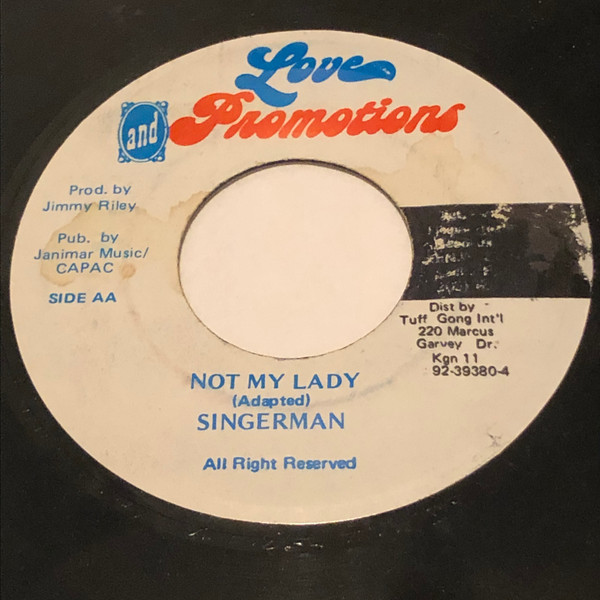 Love
and Promotions
Prod. by
Jimmy Riley
Pub. by
Janimar Music/
CAPAC
SIDE AA
Dist by
Tuff Gong Int'l
220 Marcus
Garvey Dr.
Kgn 11
92-39380-4
NOT MY LADY
(Adapted)
SINGERMAN
All Right Reserved